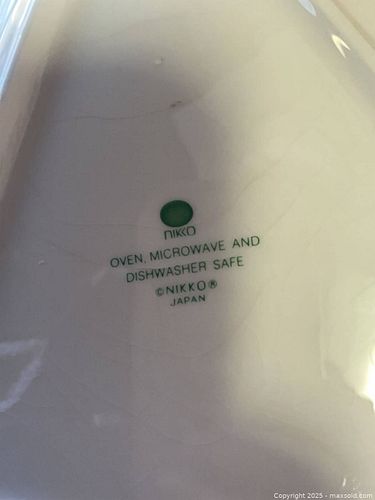 NIKKO
OVEN, MICROWAVE AND
DISHWASHER SAFE
©NIKKO®
JAPAN
Copyright 2025 - maxsold.com